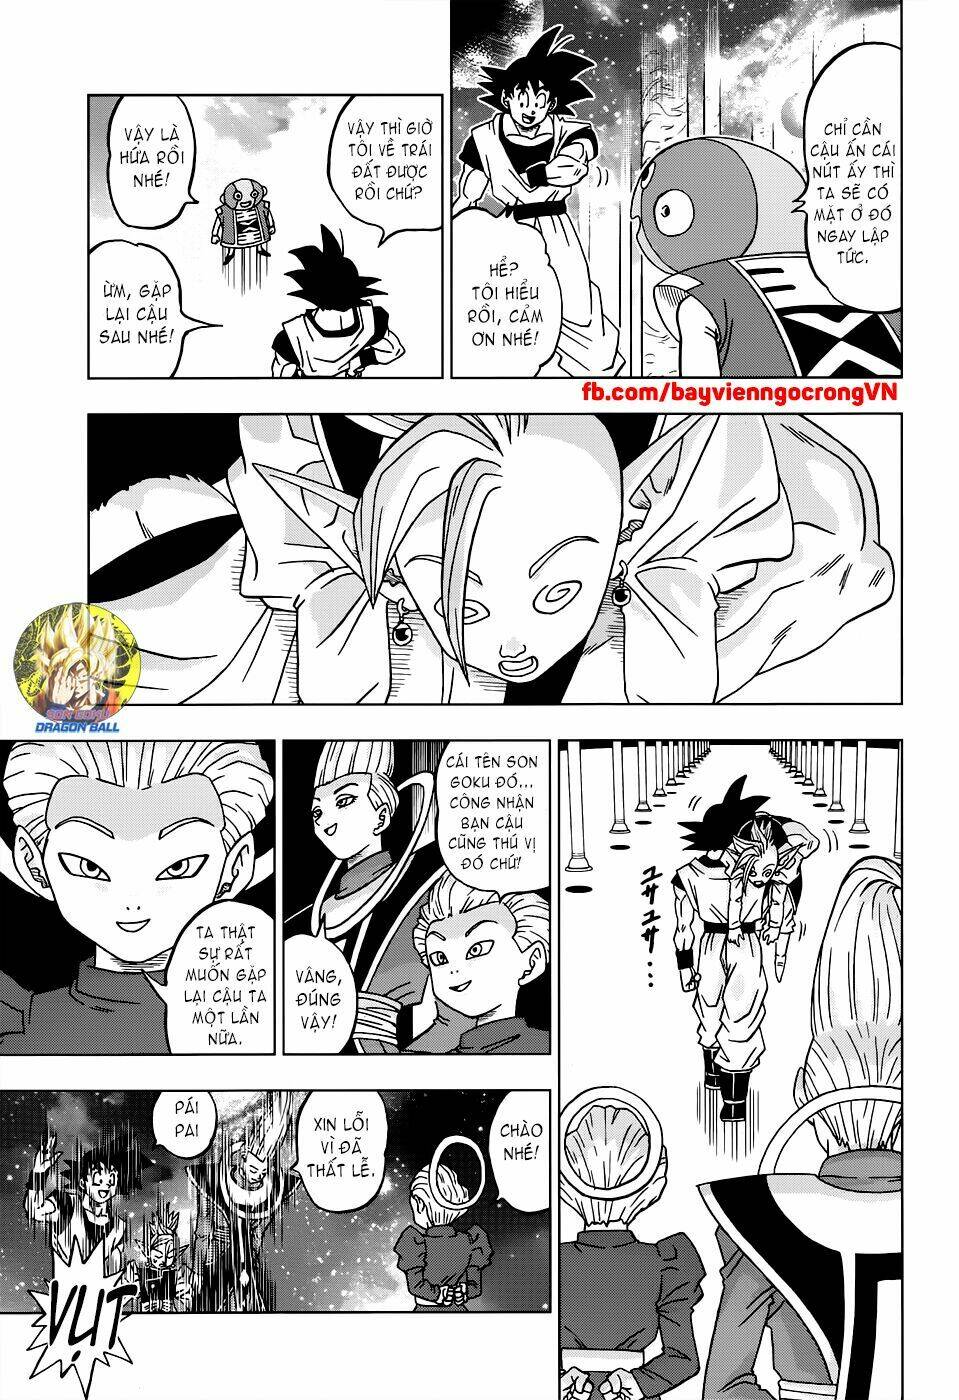 CHỈ CẦN
CẬU ẤN CÁI
NÚT ẤY THÌ
TA SẼ CÓ
MẶT Ở ĐÓ
NGAY LẬP
TỨC.
HỂ?
TÔI HIỂU
RỒI, CẢM
ƠN NHÉ!
VẬY THÌ GIỜ
TÔI VỀ TRÁI
ĐẤT ĐƯỢC
RỒI CHỨ?
VẬY LÀ
HỨA RỒI
NHÉ!
ỪM, GẶP
LẠI CẬU
SAU NHÉ!
fb.com/bayvienngocrongVN
SON GOKU
DRAGON BALL
ユサユサ…
CÁI TÊN SON
GOKU ĐÓ...
CÔNG NHẬN
BẠN CẬU
CŨNG THÚ VỊ
ĐÓ CHỨ!
VÂNG,
ĐÚNG
VẬY!
TA THẬT
SỰ RẤT
MUỐN GẶP
LẠI CẬU TA
MỘT LẦN
NỮA.
CHÀO
NHÉ!
XIN LỖI
VÌ ĐÃ
THẤT LỄ.
PÁI
PAI
VỤT